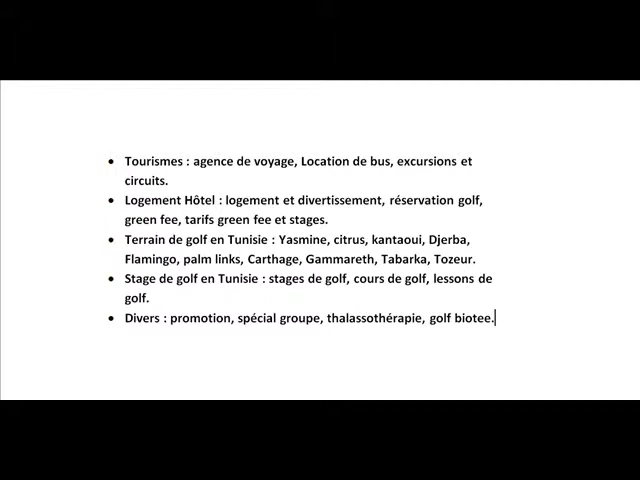 • Tourismes : agence de voyage, Location de bus, excursions et
circuits.
• Logement Hôtel : logement et divertissement, réservation golf,
green fee, tarifs green fee et stages.
• Terrain de golf en Tunisie : Yasmine, citrus, kantaoui, Djerba,
Flamingo, palm links, Carthage, Gammareth, Tabarka, Tozeur.
• Stage de golf en Tunisie : stages de golf, cours de golf, lessons de
golf.
• Divers : promotion, spécial groupe, thalassothérapie, golf biotee.